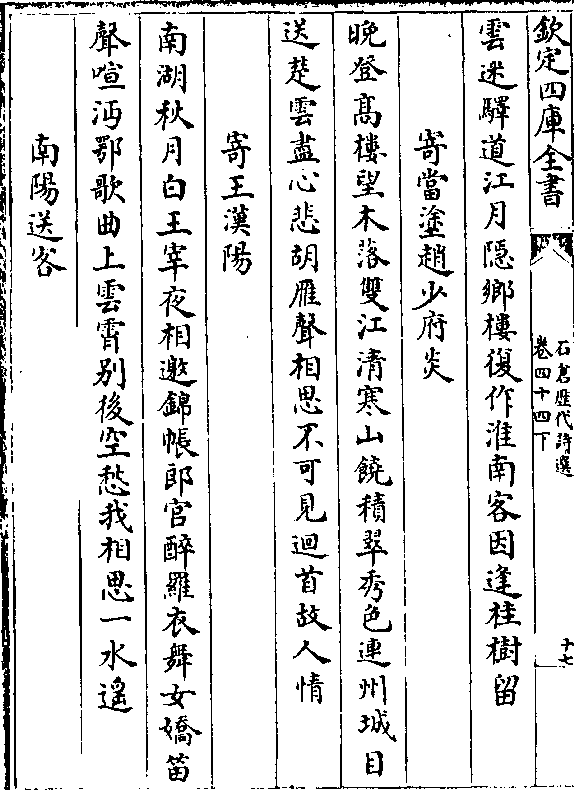 欽定四庫全書
石倉歷代詩選
卷四十四下
十七
雲迷驛道江月隱鄉樓復作淮南客因逢桂樹留
寄當塗趙少府炎
晚登髙樓望木落雙江清寒山饒積翠秀色連州城目
送楚雲盡心悲胡雁聲相思不可見迴首故人情
寄王漢陽
南湖秋月白王宰夜相邀錦帳郎官醉羅衣舞女嬌笛
聲喧沔鄂歌曲上雲霄别後空愁我相思一水遙
南陽送客